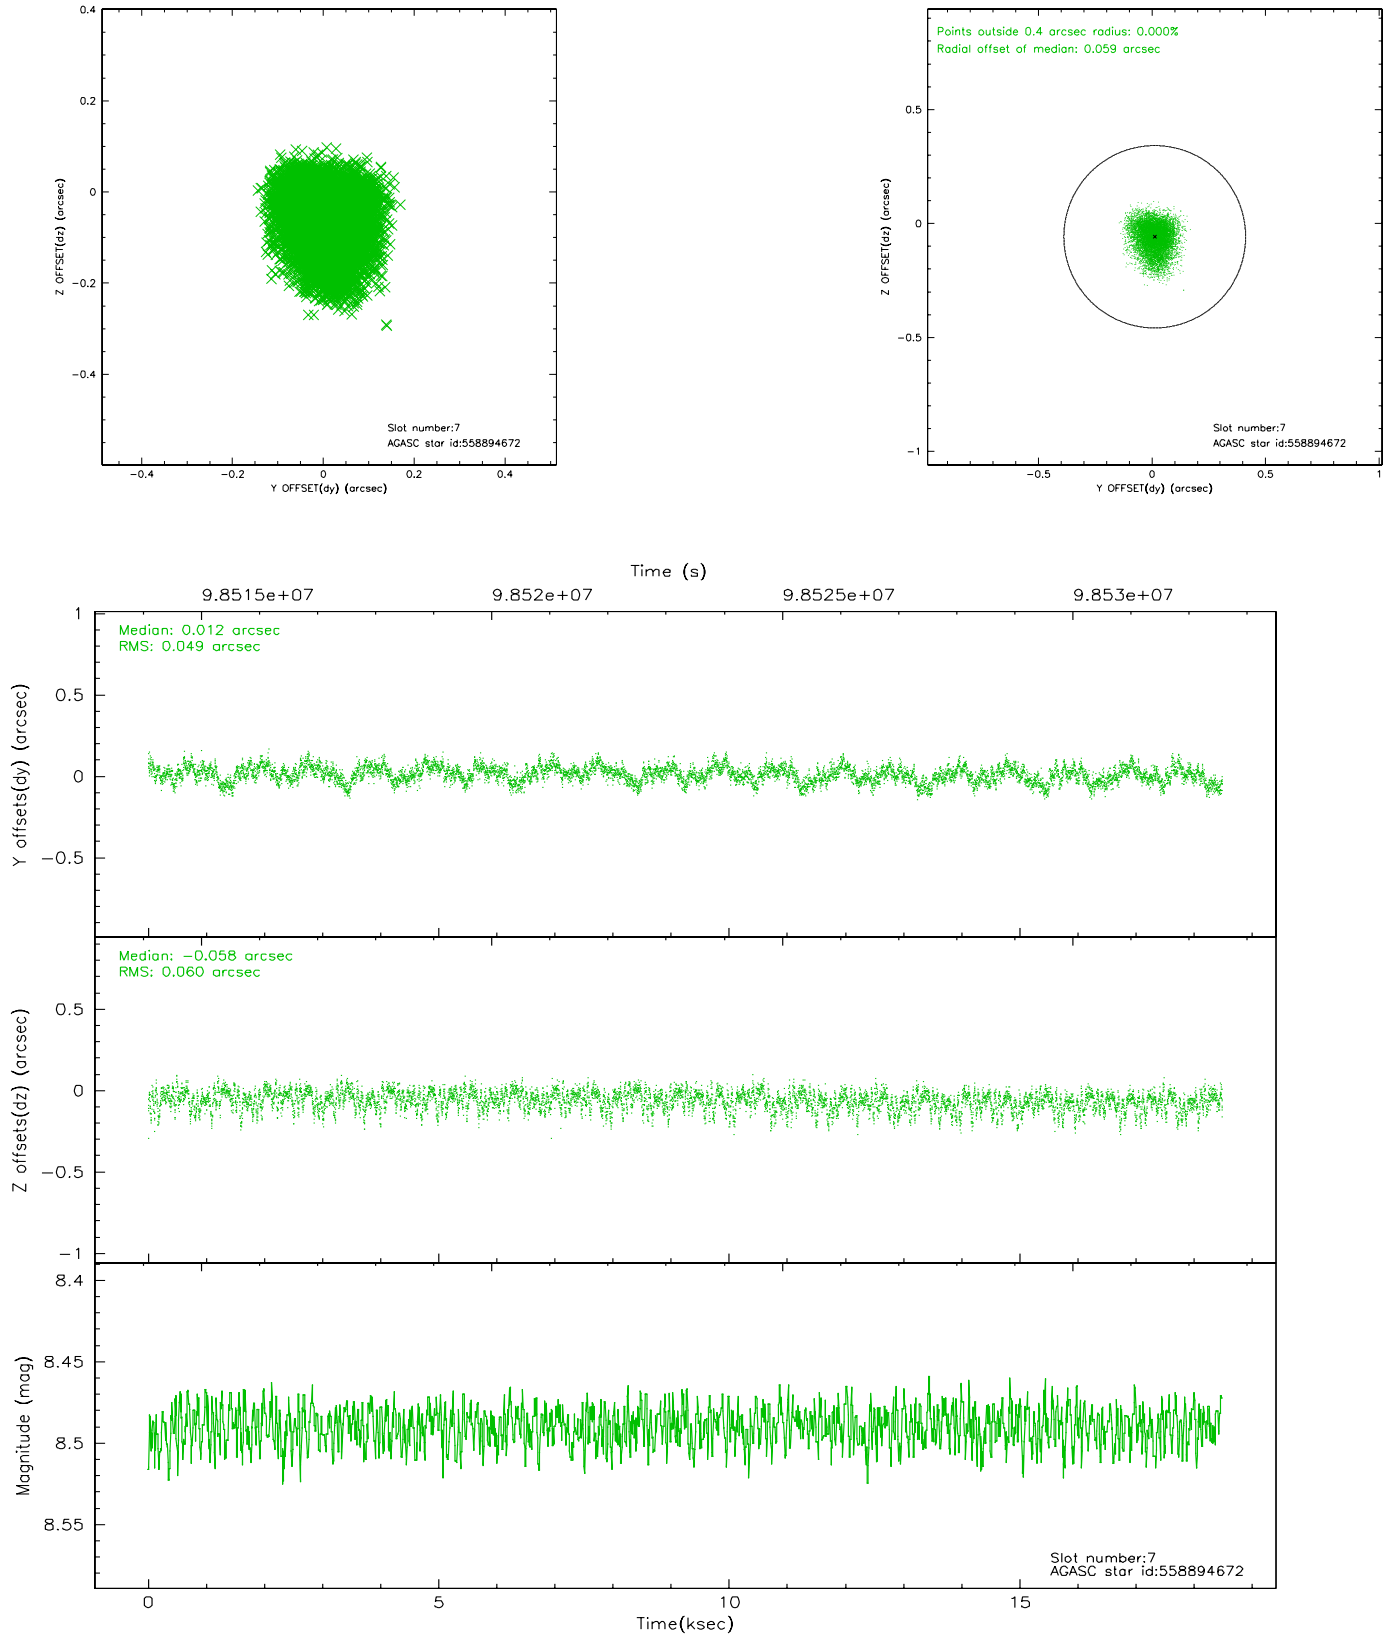 0.4
0.2
0
−0.2
−0.4
Z OFFSET(dz) (arcsec)
Slot number:7
AGASC star id:558894672
−0.4
−0.2
0
0.2
0.4
Y OFFSET(dy) (arcsec)
Points outside 0.4 arcsec radius: 0.000%
Radial offset of median: 0.059 arcsec
0.5
0
−0.5
−1
Z OFFSET(dz) (arcsec)
Slot number:7
AGASC star id:558894672
−0.5
0
0.5
1
Y OFFSET(dy) (arcsec)
Time (s)
9.8515e+07
9.852e+07
9.8525e+07
9.853e+07
1
0.5
0
−0.5
Y offsets(dy) (arcsec)
Median: 0.012 arcsec
RMS: 0.049 arcsec
0.5
0
−0.5
−1
Z offsets(dz) (arcsec)
Median: −0.058 arcsec
RMS: 0.060 arcsec
8.4
8.45
8.5
8.55
Magnitude (mag)
Slot number:7
AGASC star id:558894672
0
5
10
15
Time(ksec)